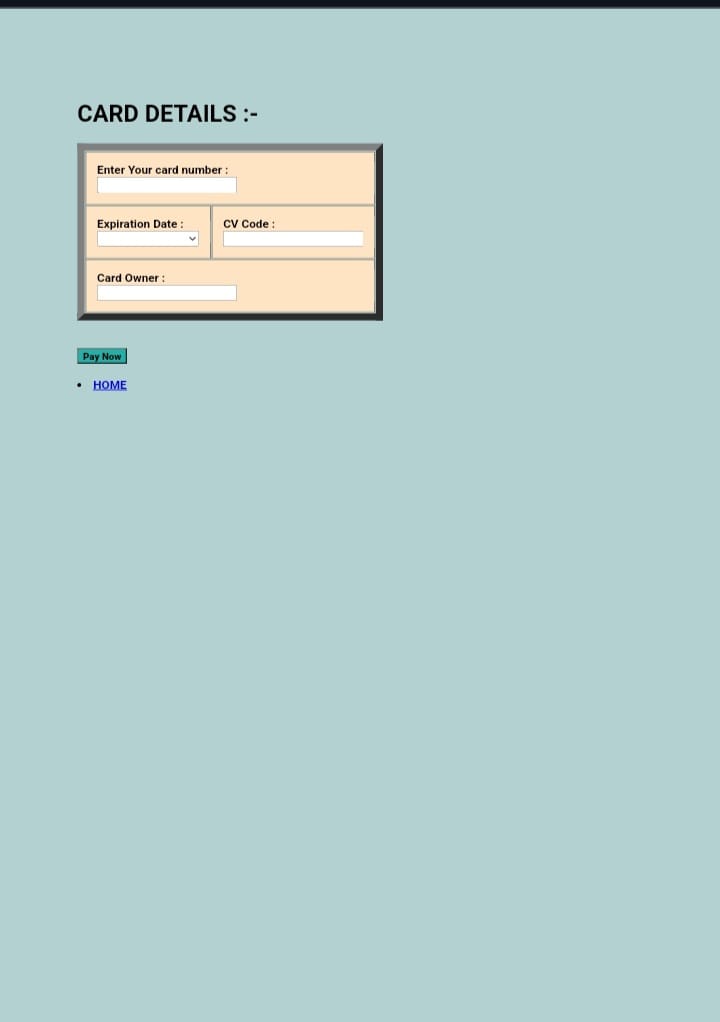 CARD DETAILS :-
Enter Your card number :
Expiration Date :
CV Code :
Card Owner :
Pay Now
HOME